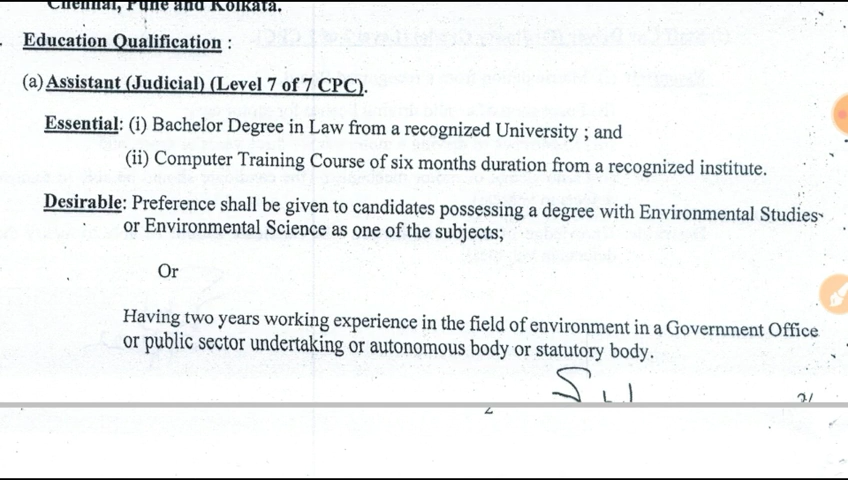 Chennai, Pune and Kolkata.
Education Qualification :
(a) Assistant (Judicial) (Level 7 of 7 CPC).
Essential: (i) Bachelor Degree in Law from a recognized University ; and
(ii) Computer Training Course of six months duration from a recognized institute.
Desirable: Preference shall be given to candidates possessing a degree with Environmental Studies
or Environmental Science as one of the subjects;
Or
Having two years working experience in the field of environment in a Government Office
or public sector undertaking or autonomous body or statutory body.